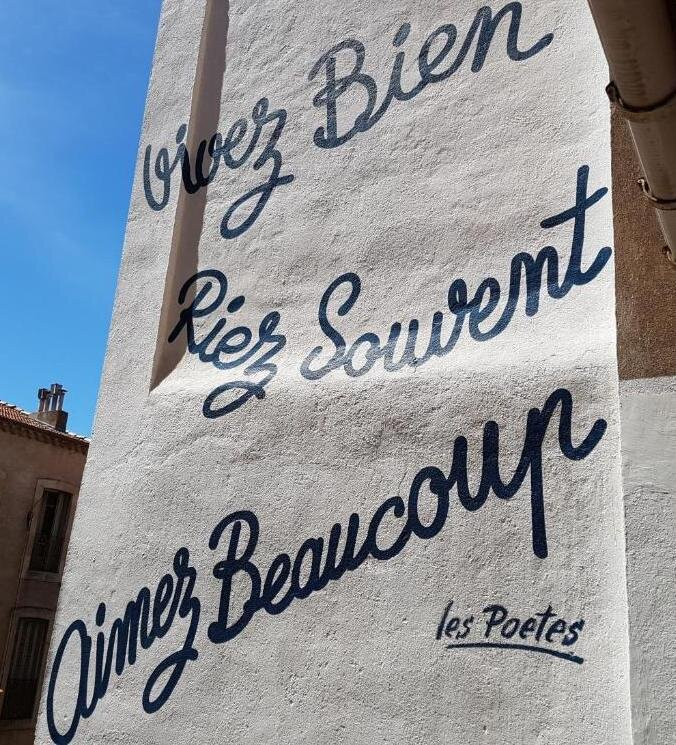 Vivez Bien
Riez Souvent
Aimez Beaucoup
les Poetes